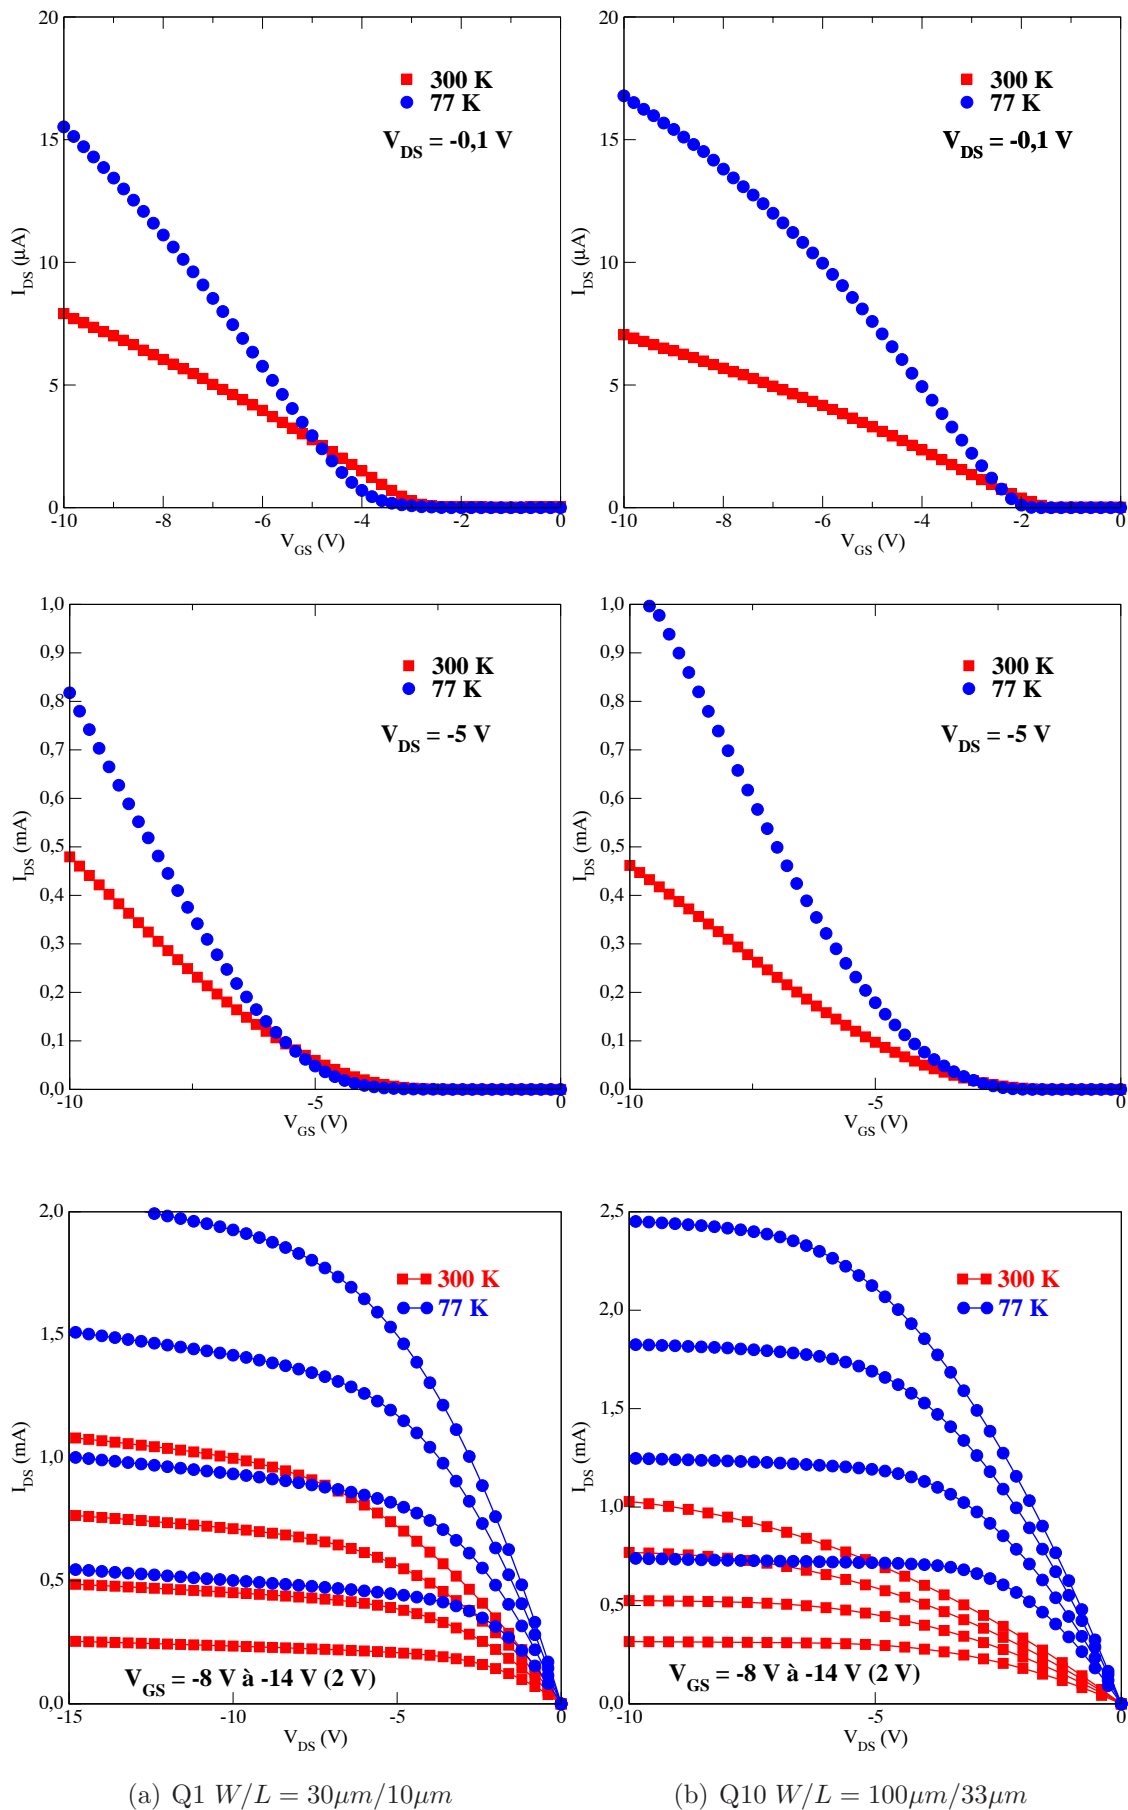 20
15
10
5
0
-10
-8
-6
-4
-2
0
I_DS (μA)
V_GS (V)
300 K
77 K
V_DS = -0,1 V
20
15
10
5
0
-10
-8
-6
-4
-2
0
I_DS (μA)
V_GS (V)
300 K
77 K
V_DS = -0,1 V
1,0
0,9
0,8
0,7
0,6
0,5
0,4
0,3
0,2
0,1
0,0
-10
-5
0
I_DS (mA)
V_GS (V)
300 K
77 K
V_DS = -5 V
1,0
0,9
0,8
0,7
0,6
0,5
0,4
0,3
0,2
0,1
0,0
-10
-5
0
I_DS (mA)
V_GS (V)
300 K
77 K
V_DS = -5 V
2,0
1,5
1,0
0,5
0,0
-15
-10
-5
0
I_DS (mA)
V_DS (V)
300 K
77 K
V_GS = -8 V à -14 V (2 V)
2,5
2,0
1,5
1,0
0,5
0,0
-10
-5
0
I_DS (mA)
V_DS (V)
300 K
77 K
V_GS = -8 V à -14 V (2 V)
(a) Q1 W/L = 30μm/10μm
(b) Q10 W/L = 100μm/33μm